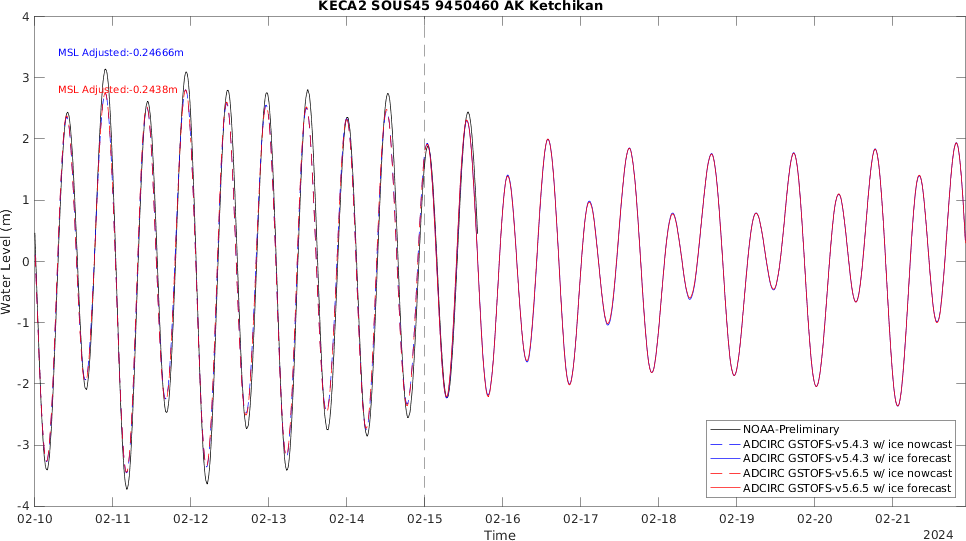 KECA2 SOUS45 9450460 AK Ketchikan
MSL Adjusted:-0.24666m
MSL Adjusted:-0.2438m
Water Level (m)
4
3
2
1
0
-1
-2
-3
-4
NOAA-Preliminary
ADCIRC GSTOFS-v5.4.3 w/ ice nowcast
ADCIRC GSTOFS-v5.4.3 w/ ice forecast
ADCIRC GSTOFS-v5.6.5 w/ ice nowcast
ADCIRC GSTOFS-v5.6.5 w/ ice forecast
02-10 02-11 02-12 02-13 02-14 02-15 02-16 02-17 02-18 02-19 02-20 02-21
Time
2024